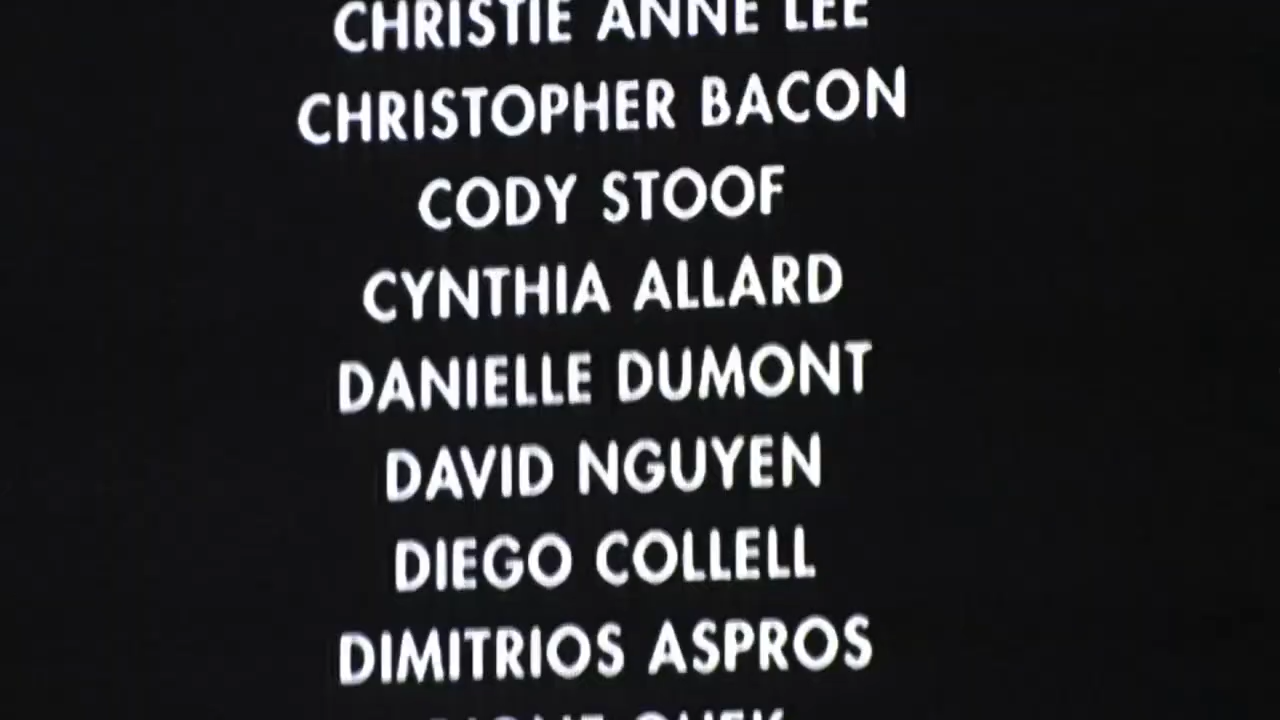 CHRISTIE ANNE LEE
CHRISTOPHER BACON
CODY STOOF
CYNTHIA ALLARD
DANIELLE DUMONT
DAVID NGUYEN
DIEGO COLLELL
DIMITRIOS ASPROS